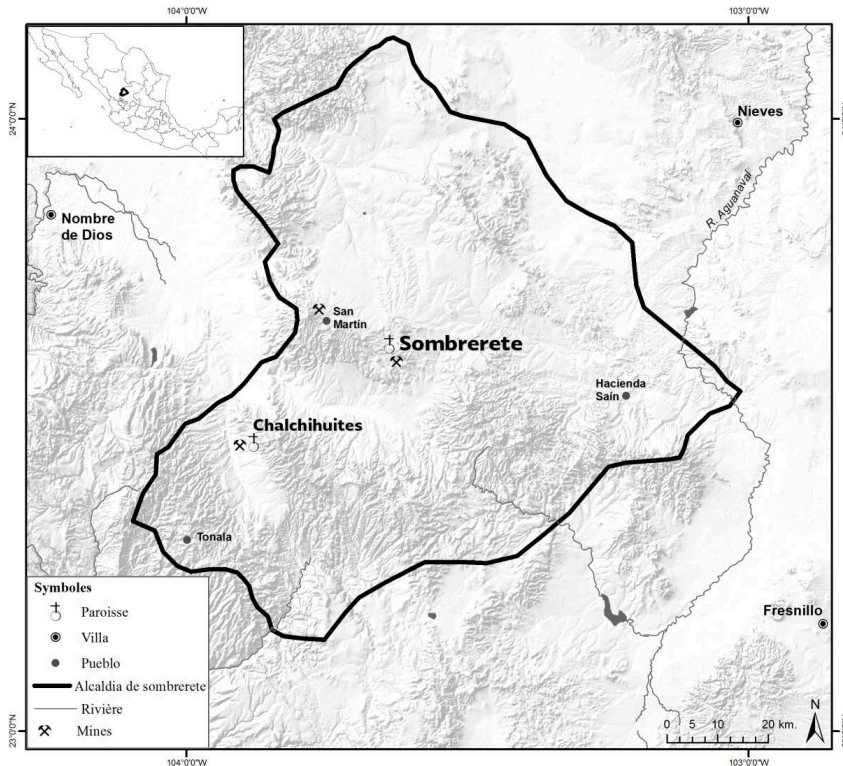 104°0'0"W
103°0'0"W
24°0'0"N
Nieves
R. Aguanaval
Nombre
de Dios
San
Martín
Sombrerete
Hacienda
Saín
Chalchihuites
Tonala
Symboles
Paroisse
Villa
Pueblo
Alcaldia de sombrerete
Rivière
Mines
Fresnillo
N
0 2 5 10 20 km.
23°0'0"N
104°0'0"W
103°0'0"W